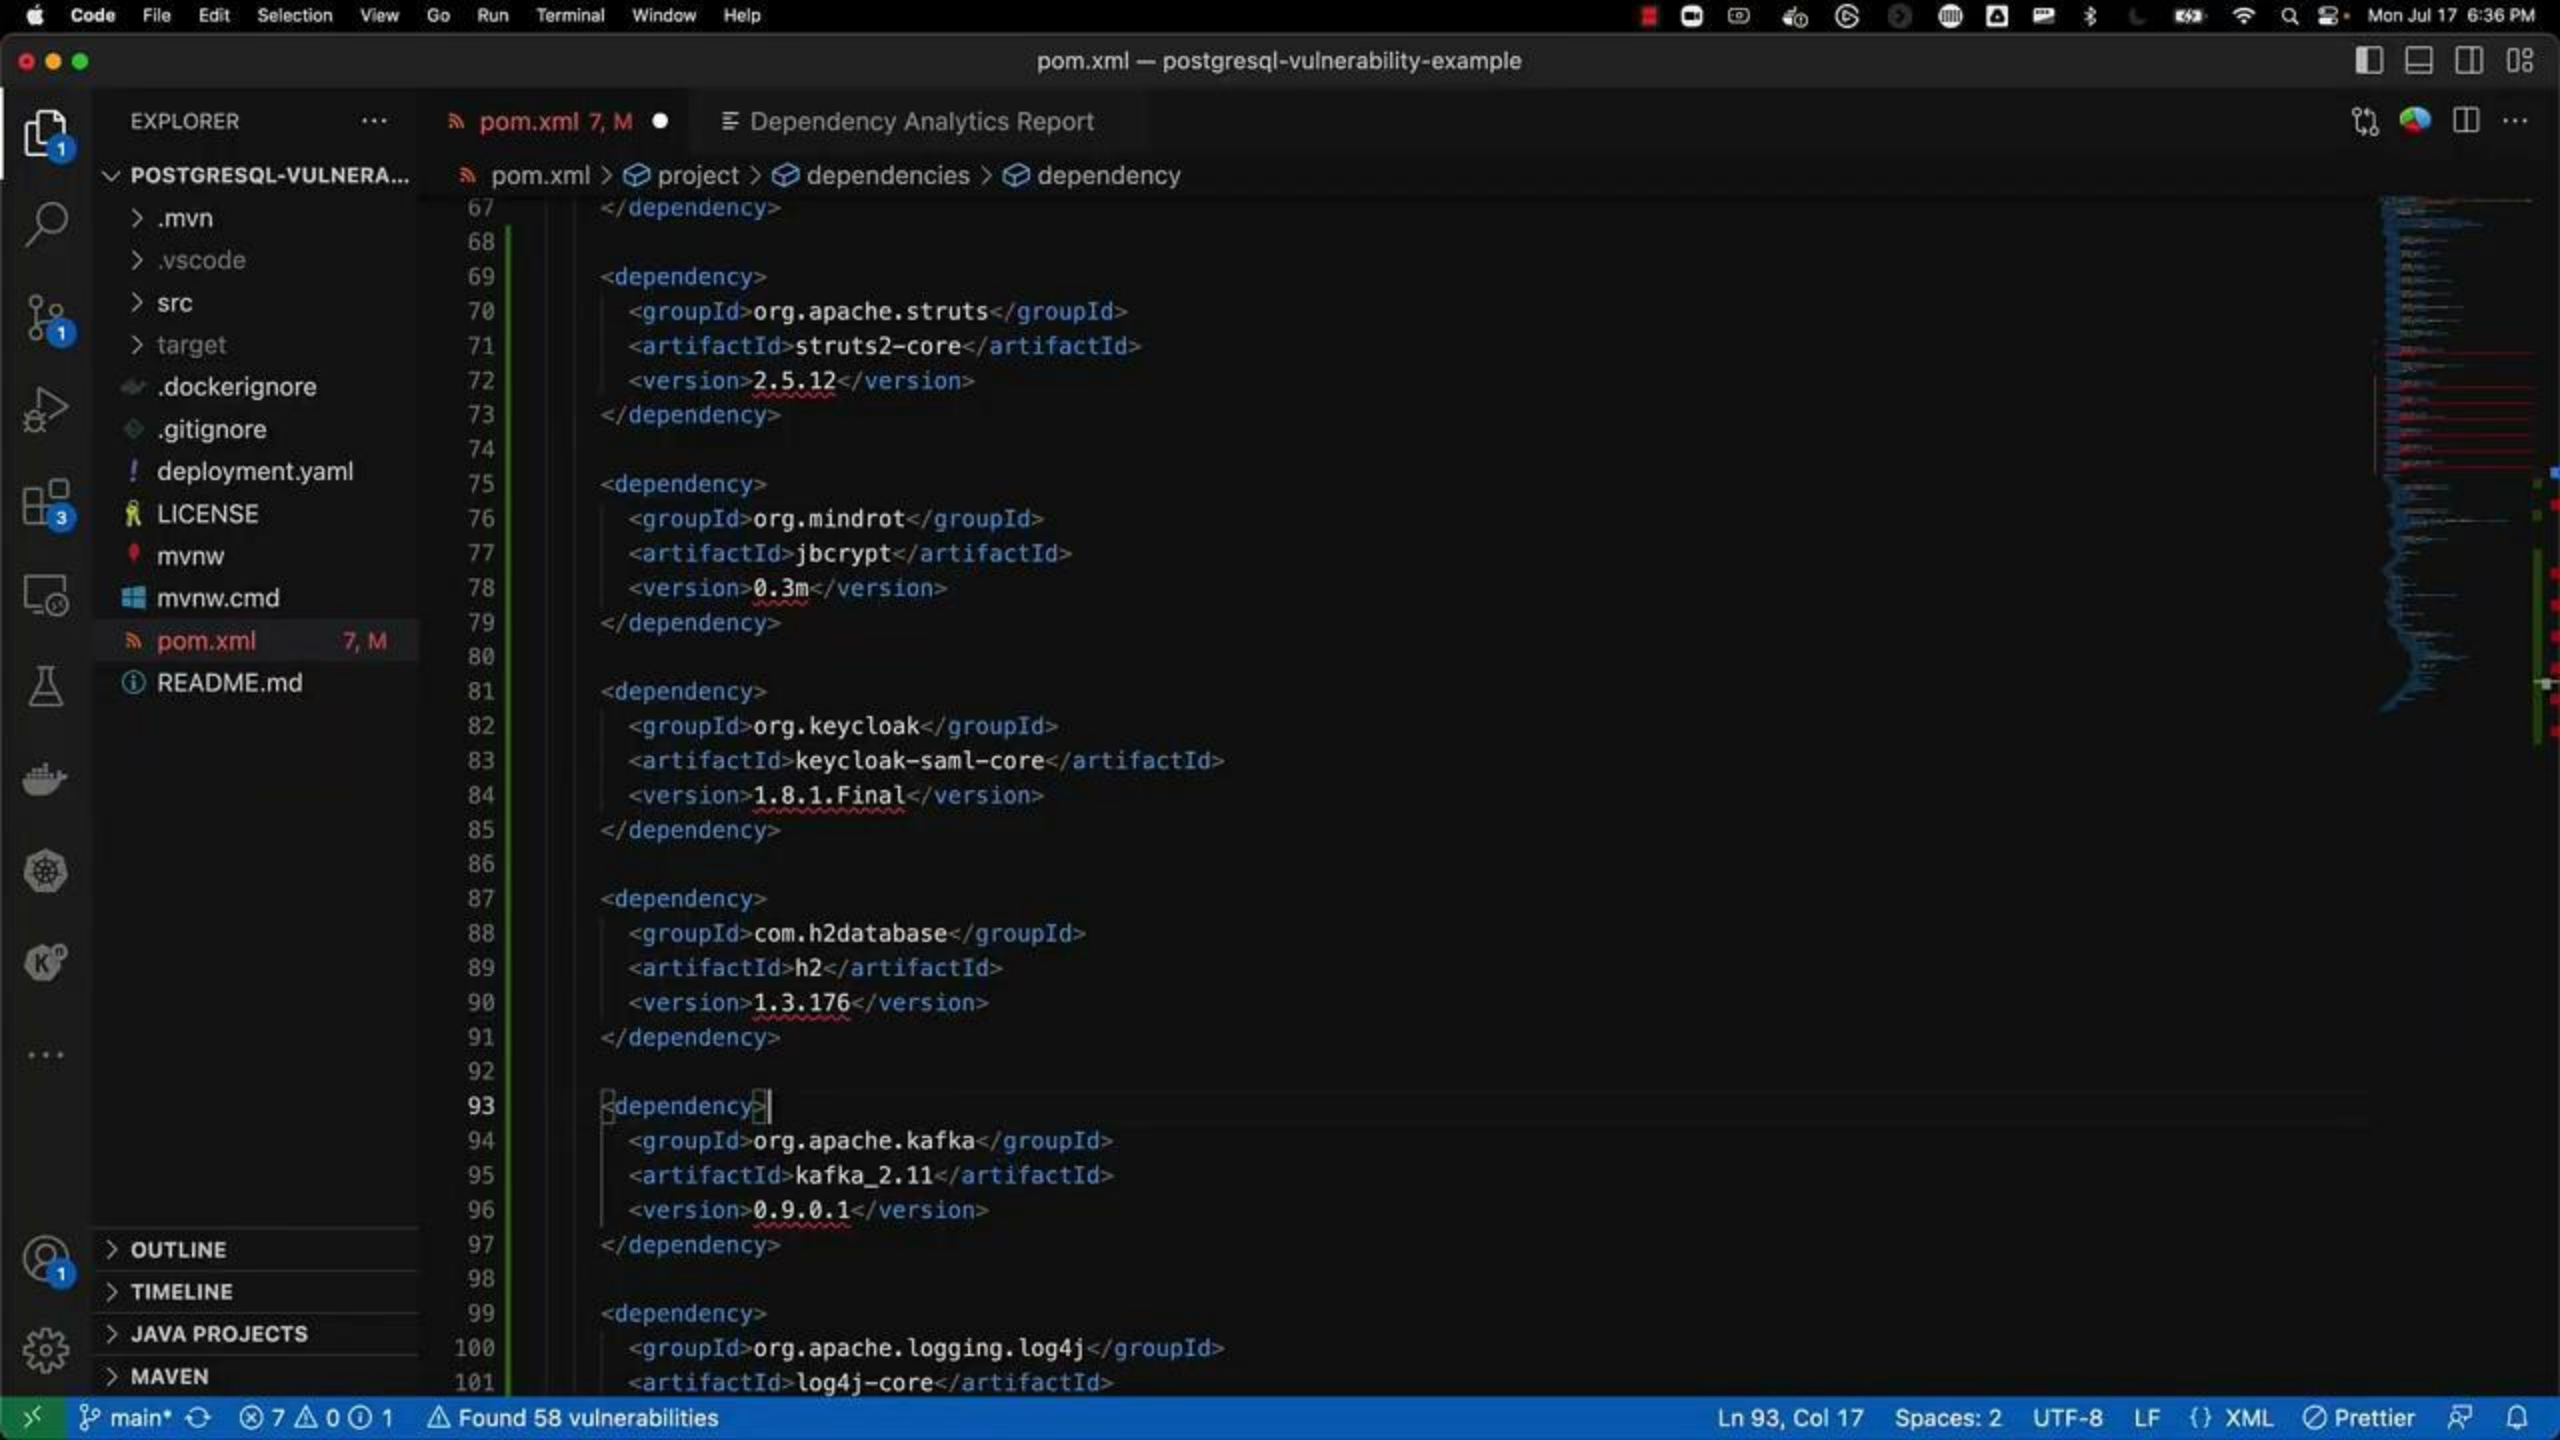 Code File Edit Selection View Go Run Terminal Window Help Mon Jul 17 6:36 PM
pom.xml — postgresql-vulnerability-example
EXPLORER ···
pom.xml 7, M
Dependency Analytics Report
POSTGRESQL-VULNERA...
pom.xml > project > dependencies > dependency
.mvn
.vscode
src
target
.dockerignore
.gitignore
! deployment.yaml
LICENSE
mvnw
mvnw.cmd
pom.xml 7, M
README.md
OUTLINE
TIMELINE
JAVA PROJECTS
MAVEN
1
1
3
K
1
67 </dependency>
68
69 <dependency>
70 <groupId>org.apache.struts</groupId>
71 <artifactId>struts2-core</artifactId>
72 <version>2.5.12</version>
73 </dependency>
74
75 <dependency>
76 <groupId>org.mindrot</groupId>
77 <artifactId>jbcrypt</artifactId>
78 <version>0.3m</version>
79 </dependency>
80
81 <dependency>
82 <groupId>org.keycloak</groupId>
83 <artifactId>keycloak-saml-core</artifactId>
84 <version>1.8.1.Final</version>
85 </dependency>
86
87 <dependency>
88 <groupId>com.h2database</groupId>
89 <artifactId>h2</artifactId>
90 <version>1.3.176</version>
91 </dependency>
92
93 <dependency>
94 <groupId>org.apache.kafka</groupId>
95 <artifactId>kafka_2.11</artifactId>
96 <version>0.9.0.1</version>
97 </dependency>
98
99 <dependency>
100 <groupId>org.apache.logging.log4j</groupId>
101 <artifactId>log4j-core</artifactId>
main* 7 0 1 Found 58 vulnerabilities Ln 93, Col 17 Spaces: 2 UTF-8 LF {} XML Prettier